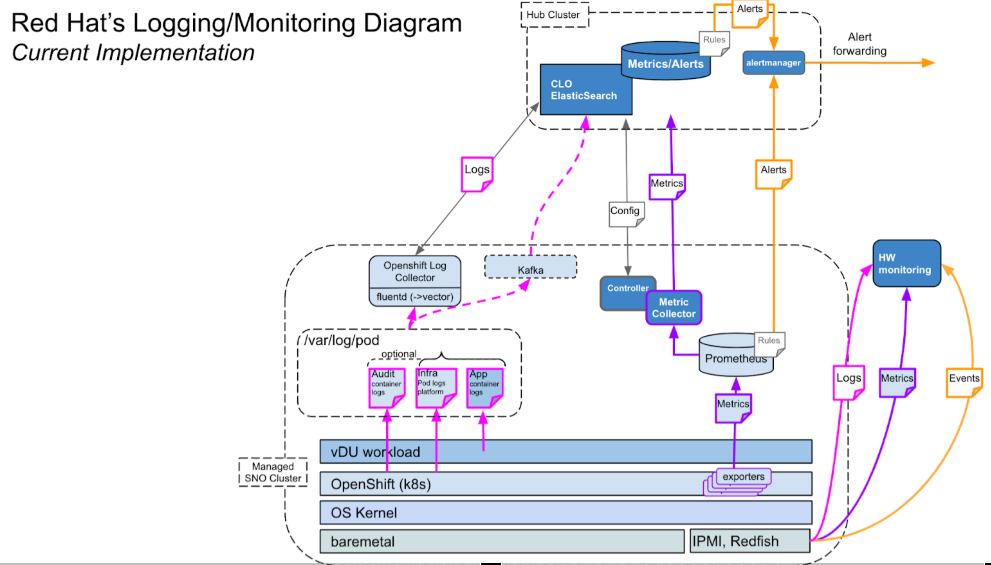 Red Hat's Logging/Monitoring Diagram
Current Implementation
Hub Cluster
Alerts
Rules
Metrics/Alerts
alertmanager
Alert
forwarding
CLO
ElasticSearch
Logs
Metrics
Alerts
Config
Openshift Log
Collector
fluentd (->vector)
Kafka
Controller
Metric
Collector
HW
monitoring
/var/log/pod
optional
Audit
container
logs
Infra
Pod logs
platform
App
container
logs
Prometheus
Rules
Metrics
Logs
Metrics
Events
Managed
SNO Cluster
vDU workload
OpenShift (k8s)
exporters
OS Kernel
baremetal
IPMI, Redfish